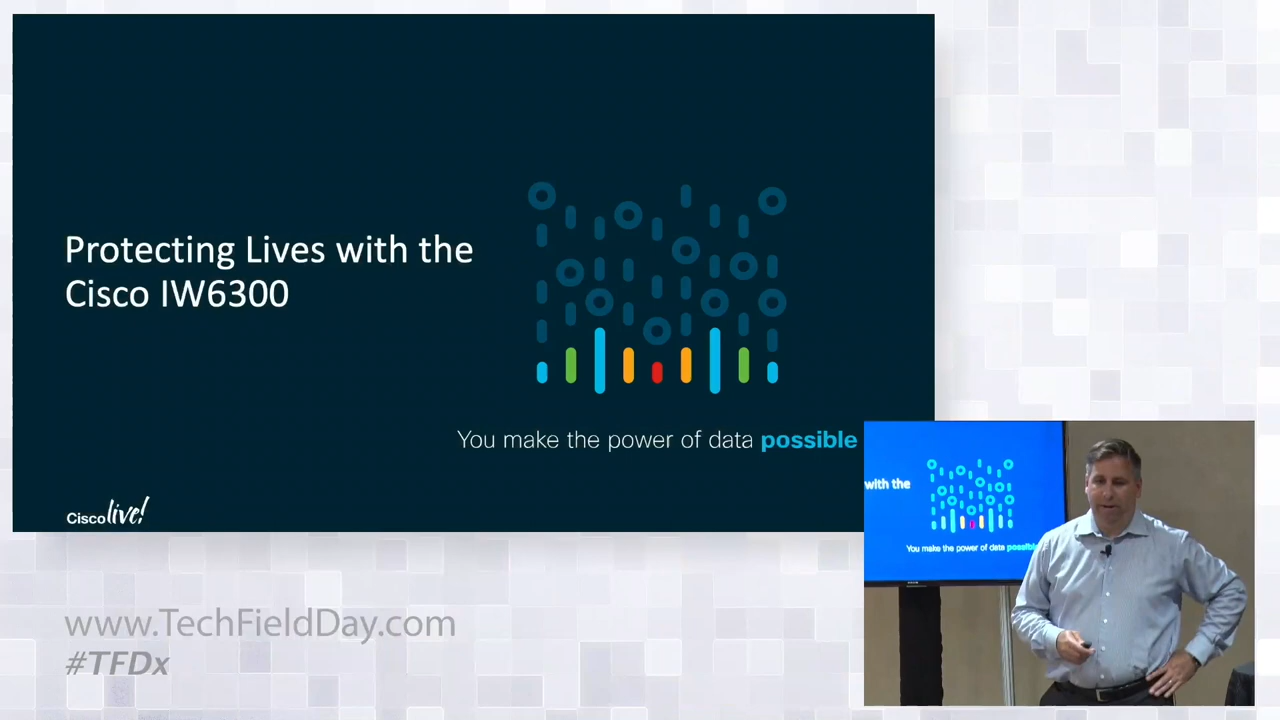 Protecting Lives with the
Cisco IW6300
You make the power of data possible
Cisco live!
with the
You make the power of data possible
www.TechFieldDay.com
#TFDx